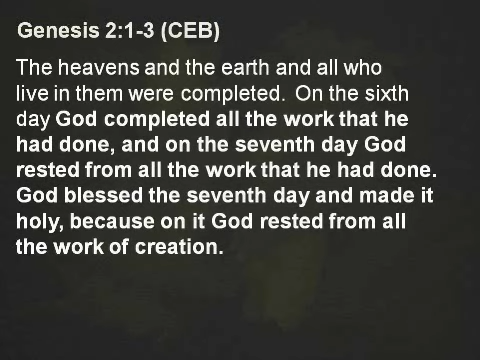 Genesis 2:1-3 (CEB)
The heavens and the earth and all who
live in them were completed.  On the sixth
day God completed all the work that he
had done, and on the seventh day God
rested from all the work that he had done.
God blessed the seventh day and made it
holy, because on it God rested from all
the work of creation.